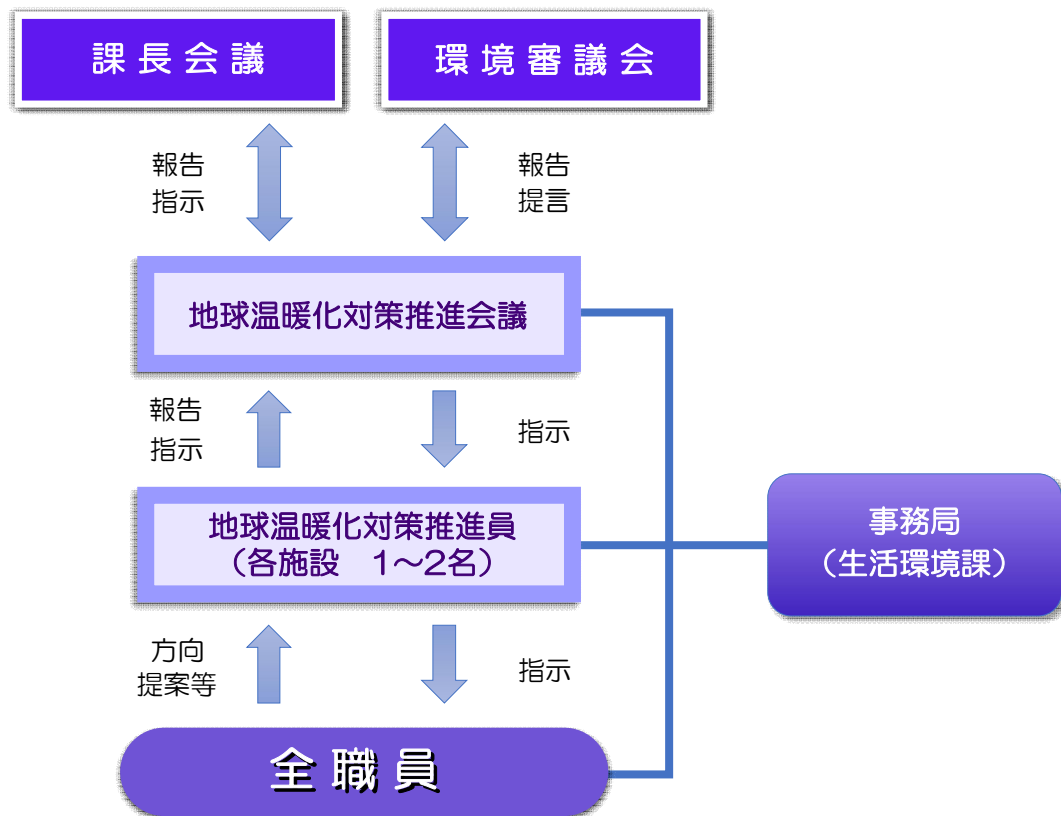 課長会議
環境審議会
報告
指示
報告
提言
地球温暖化対策推進会議
報告
指示
指示
地球温暖化対策推進員
（各施設　1～2名）
事務局
（生活環境課）
方向
提案等
指示
全職員